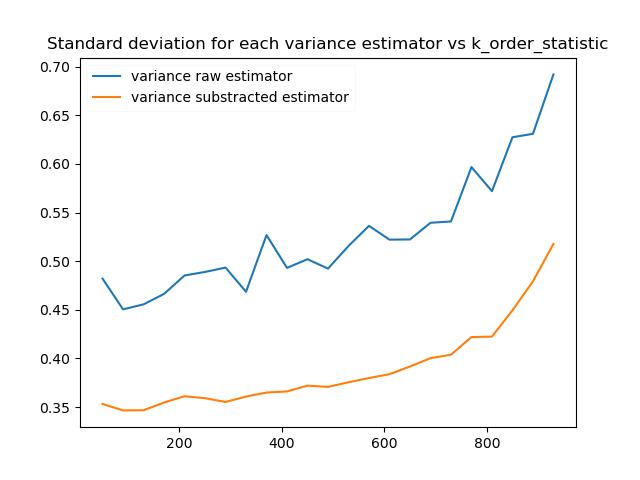 Standard deviation for each variance estimator vs k_order_statistic
variance raw estimator
variance substracted estimator
0.70
0.65
0.60
0.55
0.50
0.45
0.40
0.35
200 400 600 800